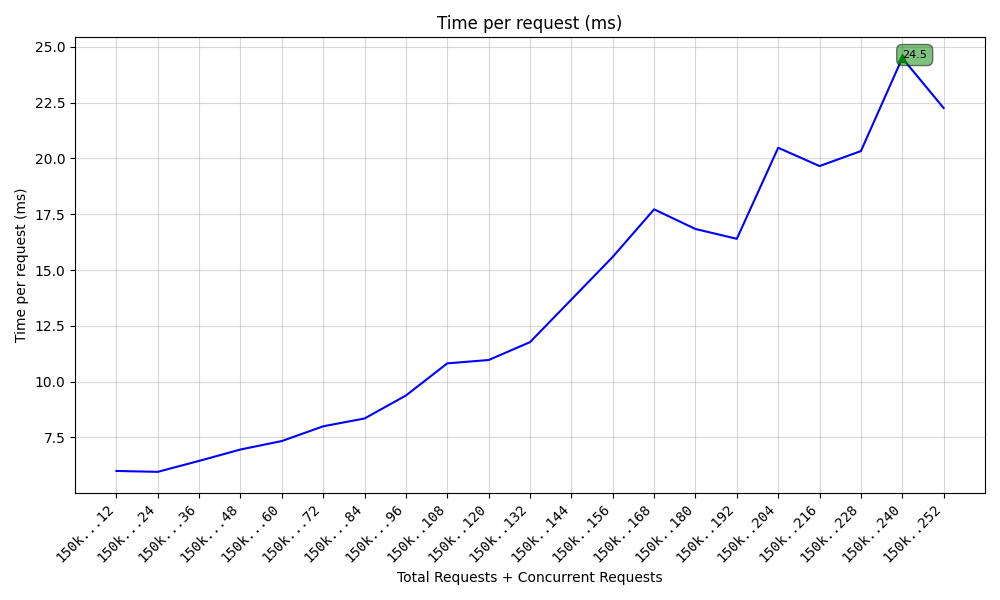 Time per request (ms)
25.0
24.5
22.5
20.0
17.5
15.0
12.5
10.0
7.5
Time per request (ms)
150k...12
150k...24
150k...36
150k...48
150k...60
150k...72
150k...84
150k...96
150k..108
150k..120
150k..132
150k..144
150k..156
150k..168
150k..180
150k..192
150k..204
150k..216
150k..228
150k..240
150k..252
Total Requests + Concurrent Requests